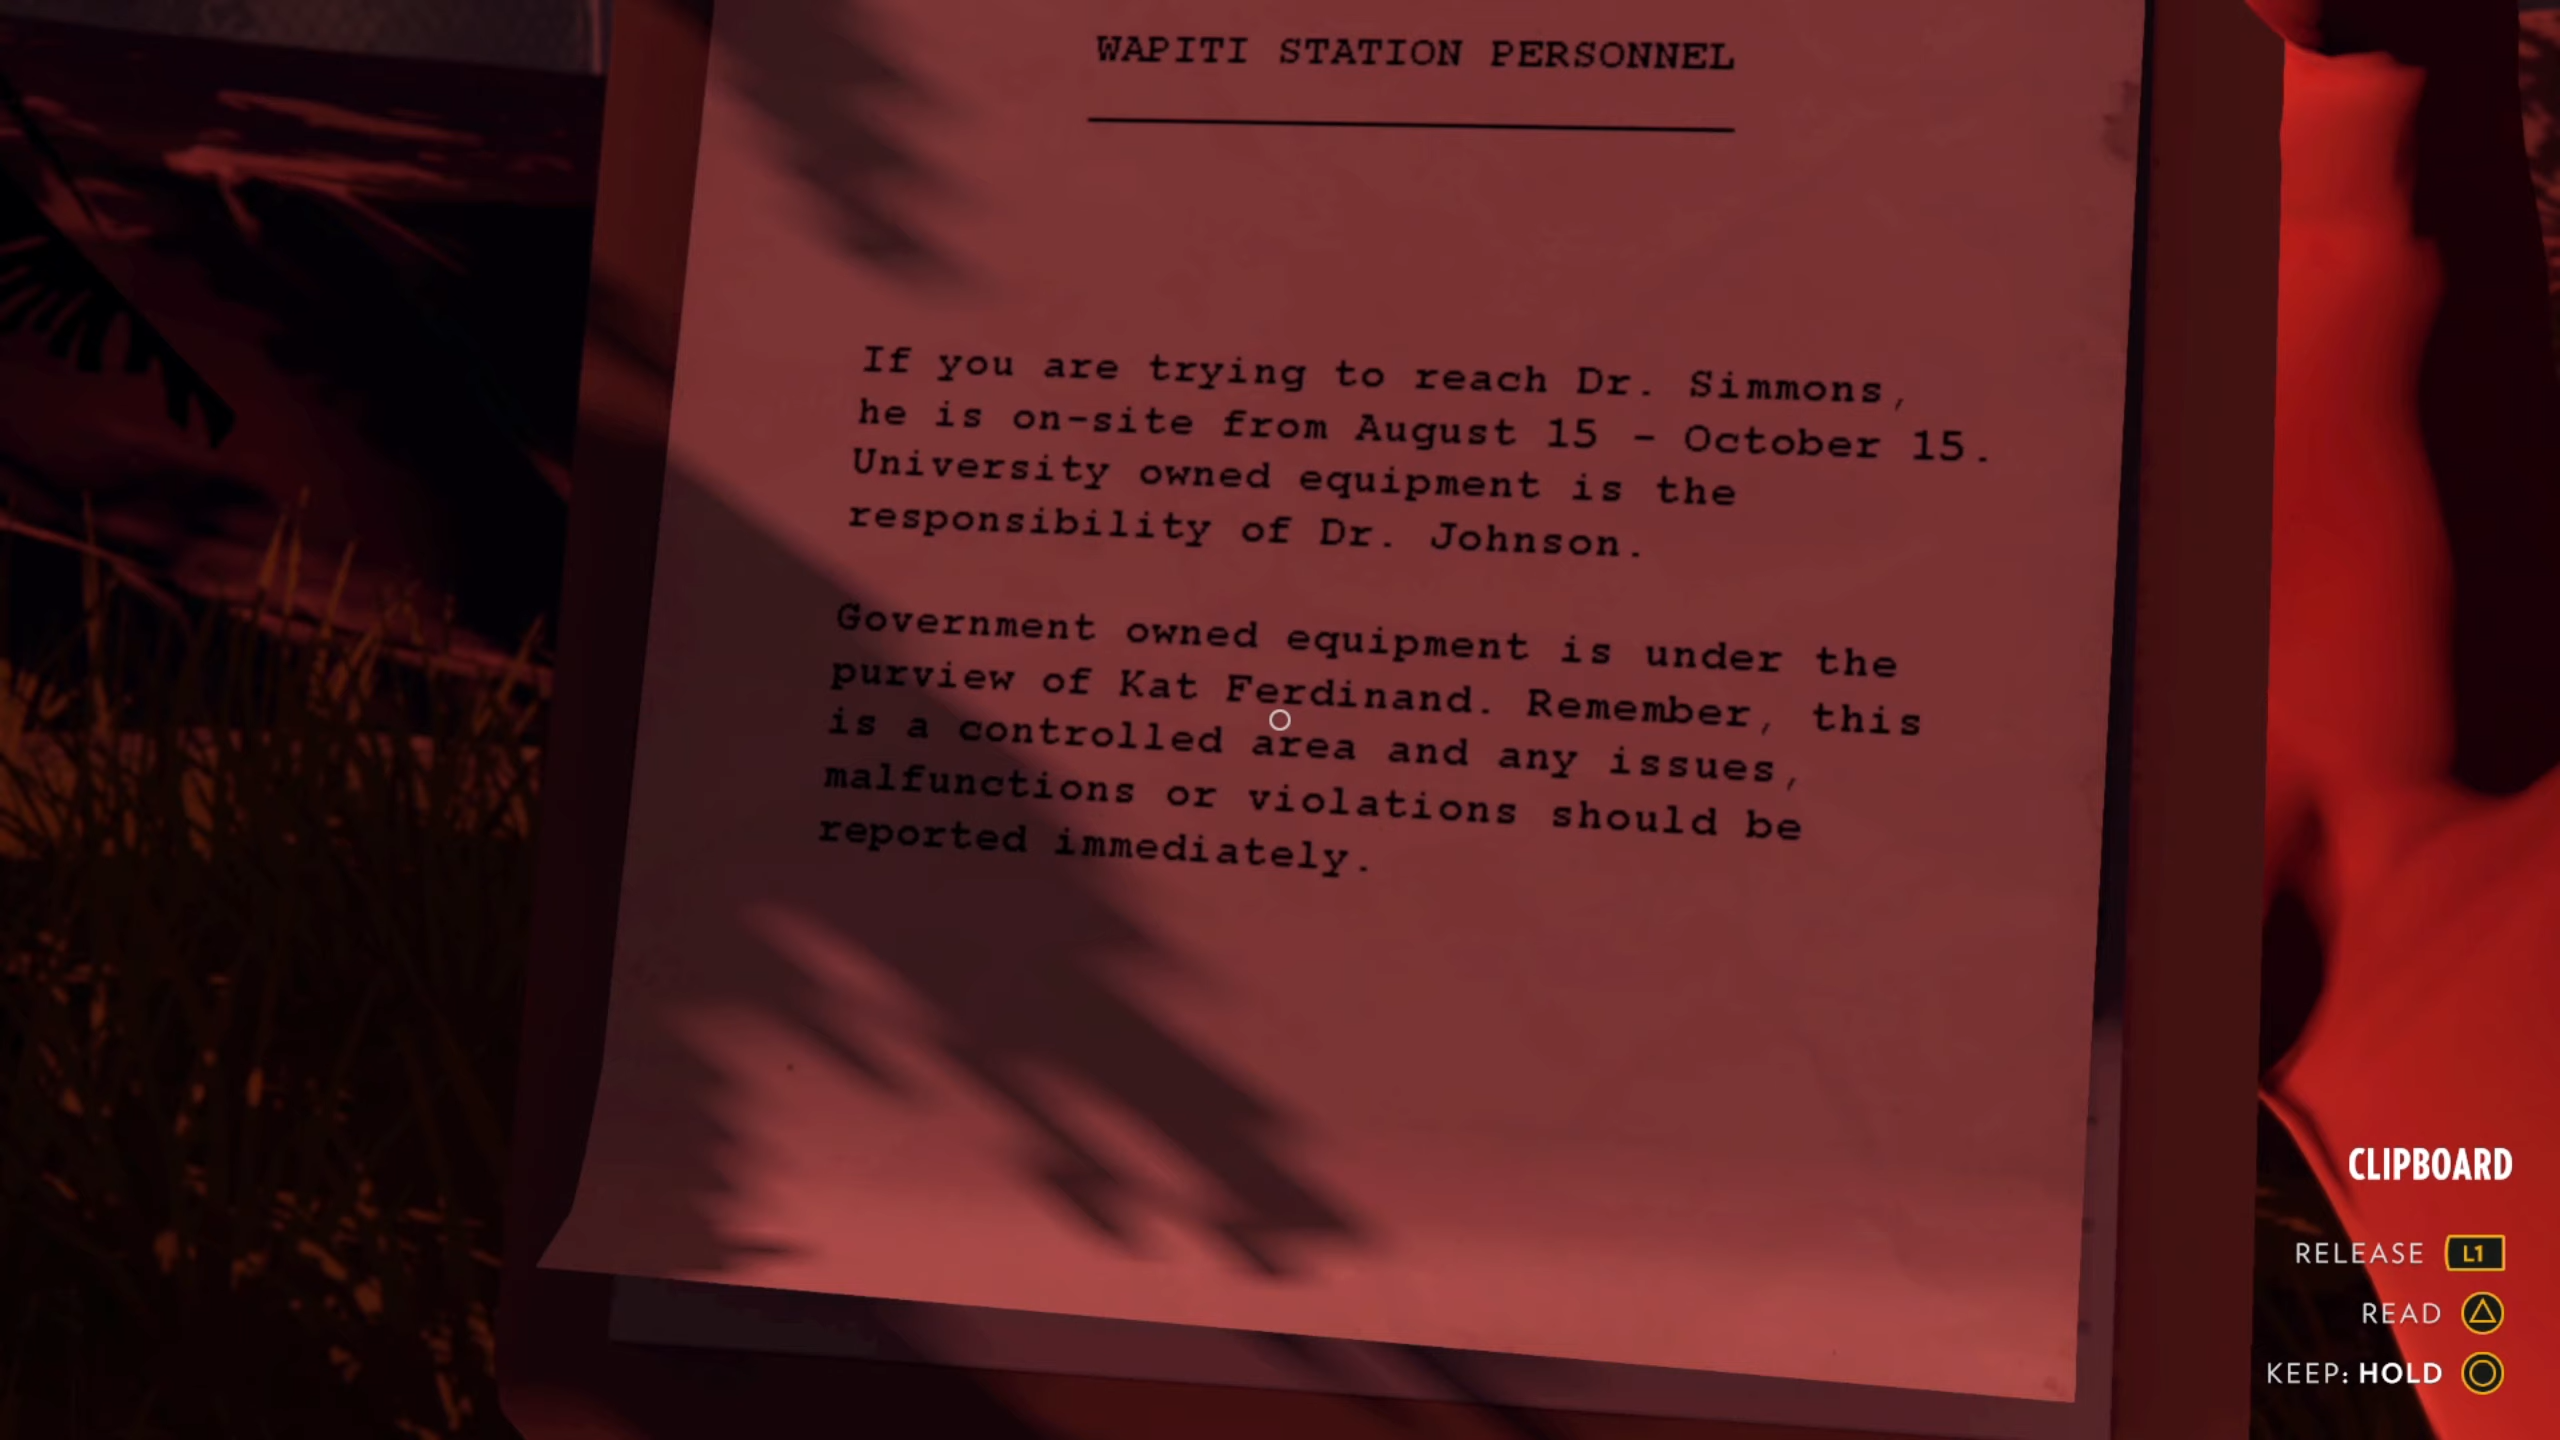 WAPITI STATION PERSONNEL
If you are trying to reach Dr. Simmons,
he is on-site from August 15 - October 15.
University owned equipment is the
responsibility of Dr. Johnson.
Government owned equipment is under the
purview of Kat Ferdinand. Remember, this
is a controlled area and any issues,
malfunctions or violations should be
reported immediately.
CLIPBOARD
RELEASE L1
READ
KEEP: HOLD